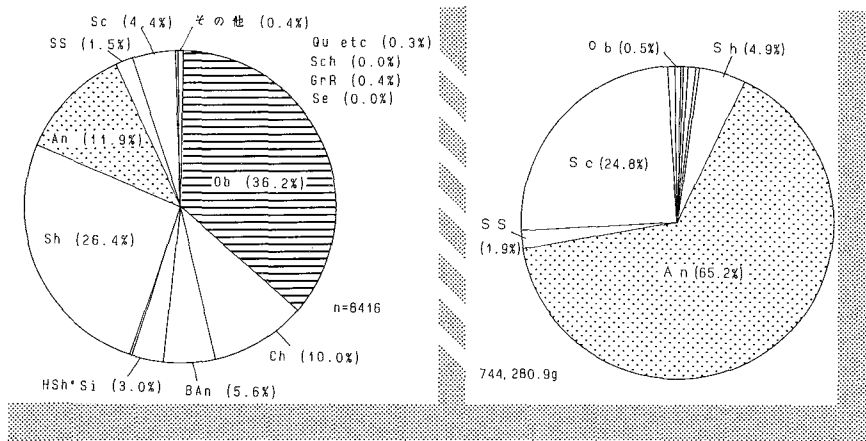 Sc (4.4%)
その他 (0.4%)
SS (1.5%)
Qu etc (0.3%)
Sch (0.0%)
GrR (0.4%)
Se (0.0%)
An (11.9%)
Ob (36.2%)
Sh (26.4%)
n=6416
Ch (10.0%)
HSh•Si (3.0%)
BAn (5.6%)
Ob (0.5%)
Sh (4.9%)
Sc (24.8%)
SS
(1.9%)
An (65.2%)
744,280.9g